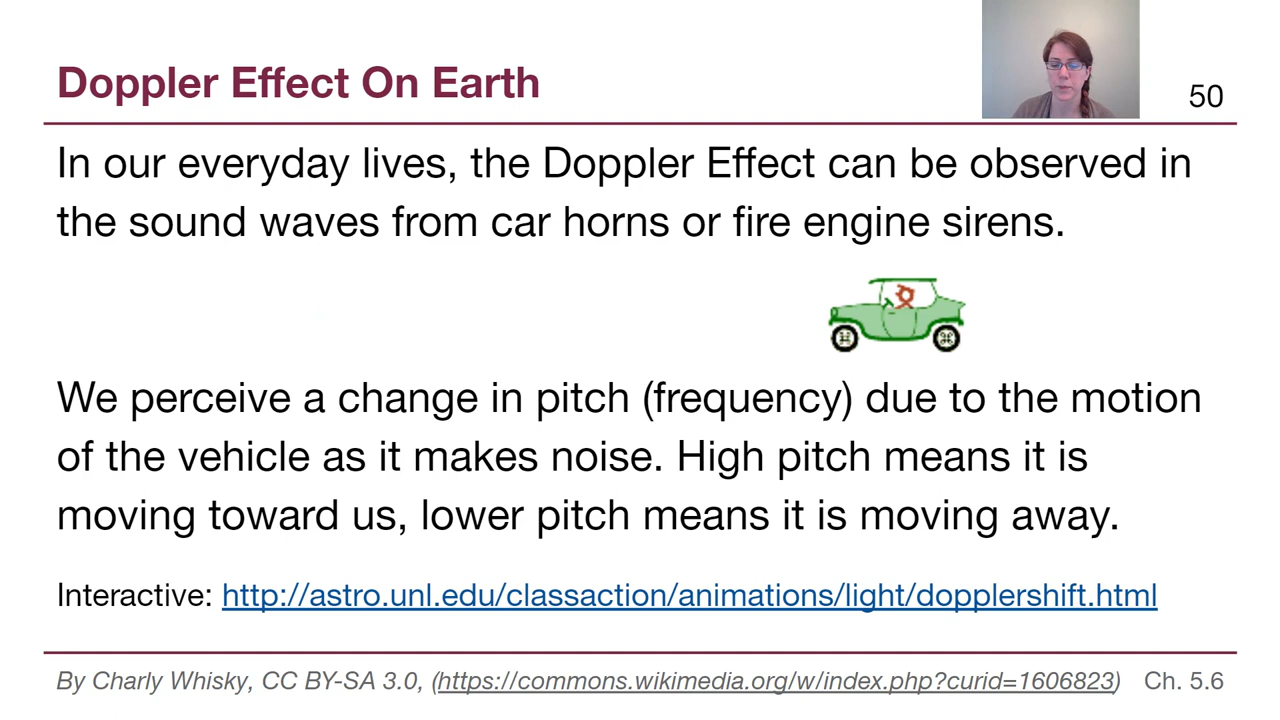 Doppler Effect On Earth
50
In our everyday lives, the Doppler Effect can be observed in
the sound waves from car horns or fire engine sirens.
We perceive a change in pitch (frequency) due to the motion
of the vehicle as it makes noise. High pitch means it is
moving toward us, lower pitch means it is moving away.
Interactive: http://astro.unl.edu/classaction/animations/light/dopplershift.html
By Charly Whisky, CC BY-SA 3.0, (https://commons.wikimedia.org/w/index.php?curid=1606823) Ch. 5.6